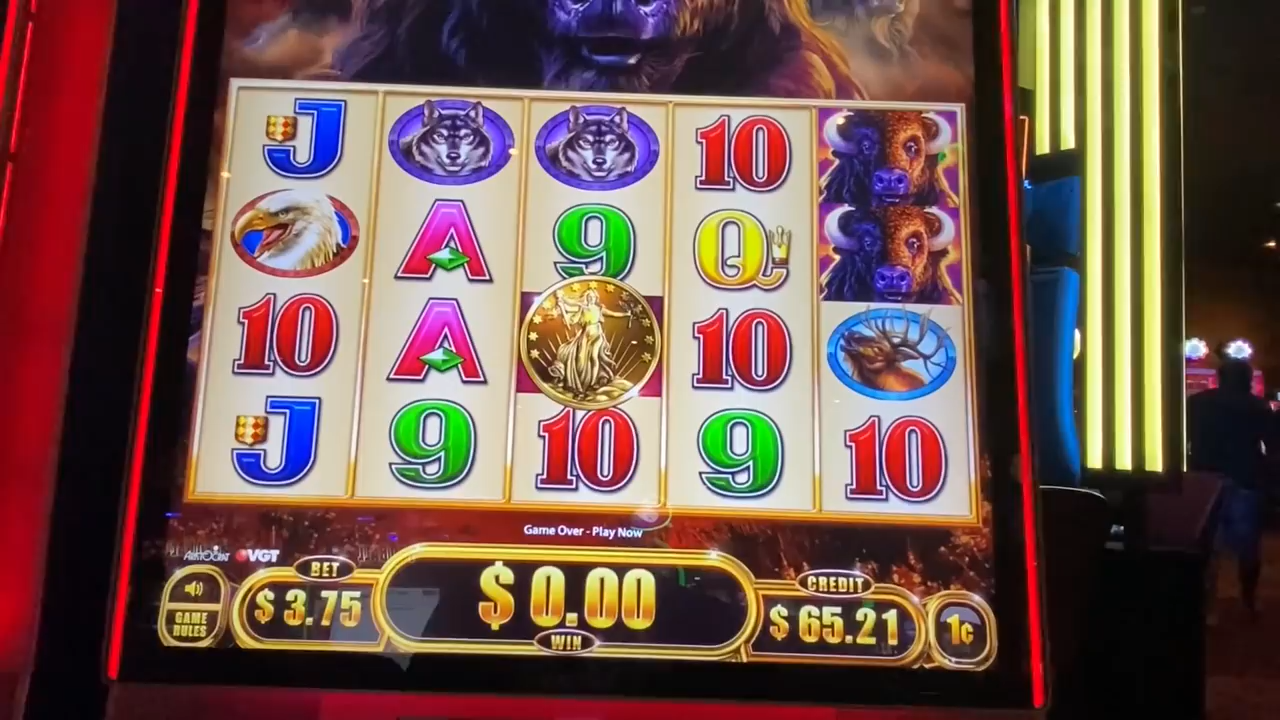 J 10
A 9 Q
10 A 10
J 9 10 9 10
Game Over - Play Now
ARISTOCRAT VGT
BET CREDIT
GAME RULES $3.75 $0.00 $65.21 1¢
WIN